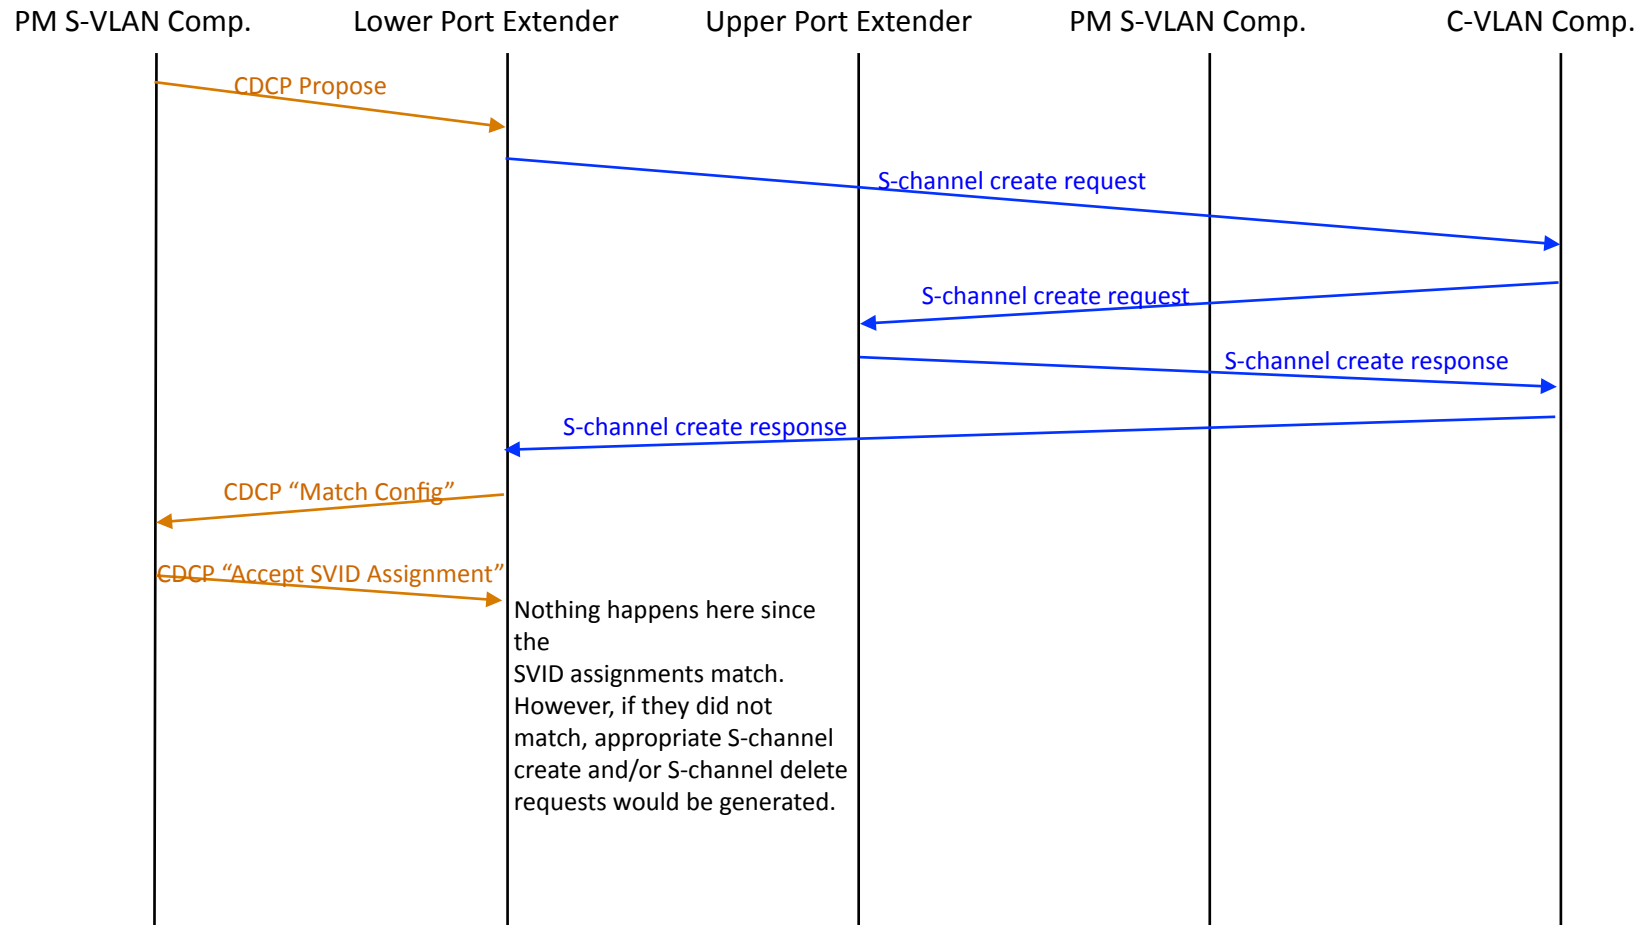 PM S-VLAN Comp. Lower Port Extender Upper Port Extender PM S-VLAN Comp. C-VLAN Comp.
CDCP Propose
S-channel create request
S-channel create request
S-channel create response
S-channel create response
CDCP “Match Config”
CDCP “Accept SVID Assignment”
Nothing happens here since
the
SVID assignments match.
However, if they did not
match, appropriate S-channel
create and/or S-channel delete
requests would be generated.